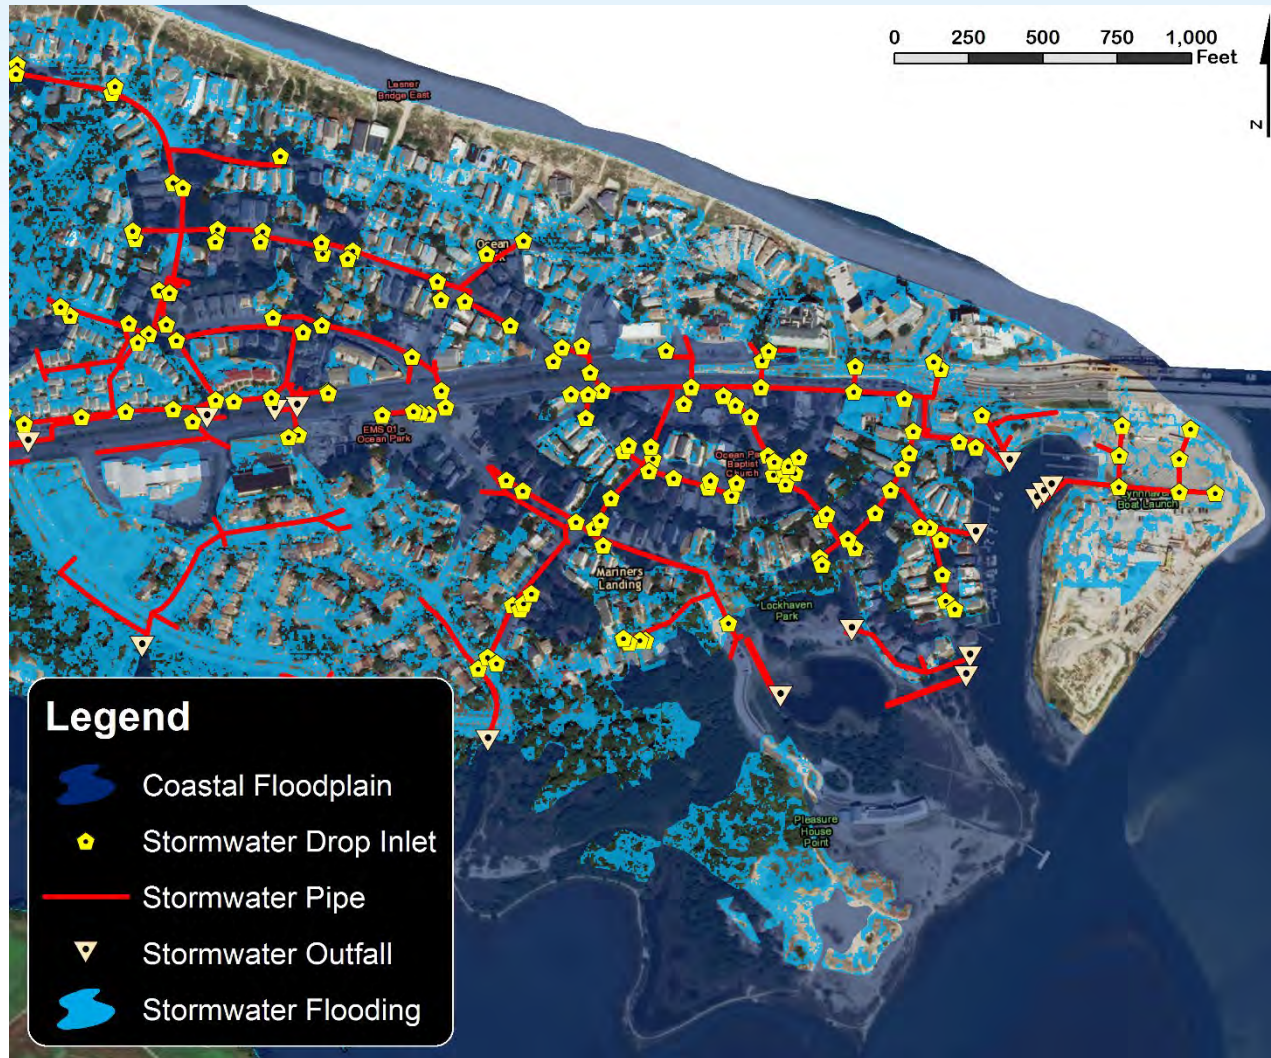 0 250 500 750 1,000
Feet
Z
Lesner
Bridge East
Ocean
EMS 01 -
Ocean Park
Ocean
Baptist
Church
Boat Launch
Mariners
Landing
Lockhaven
Park
Pleasure
House
Point
Legend
Coastal Floodplain
Stormwater Drop Inlet
Stormwater Pipe
Stormwater Outfall
Stormwater Flooding